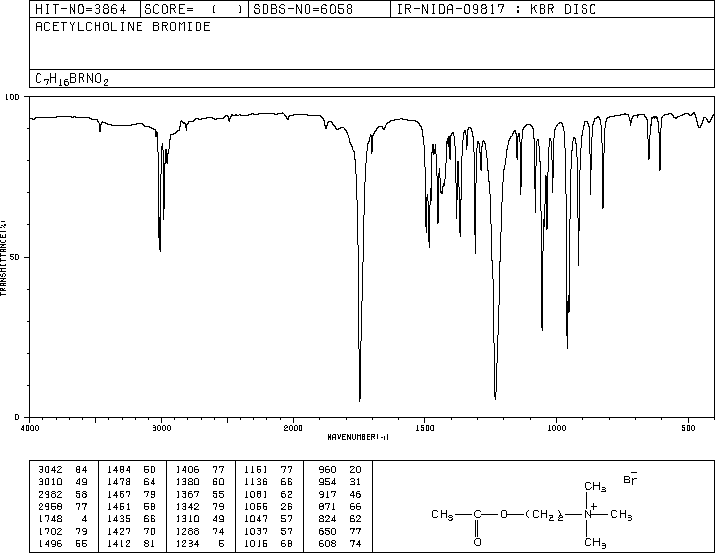 HIT-NO=3864 SCORE= ( ) SDBS-NO=6058 IR-NIDA-09817 : KBR DISC
ACETYLCHOLINE BROMIDE
C7H16BRNO2
100
50
0
TRANSMITTANCE(%)
4000 3000 2000 1500 1000 500
WAVENUMBER(-1)
3042 84 1484 50 1406 77 1151 77 960 20
3010 49 1478 64 1380 60 1136 66 954 31
2982 58 1467 79 1367 55 1081 62 917 46
2958 77 1451 58 1342 79 1055 26 871 66
1748 4 1435 66 1310 49 1047 57 824 62
1702 79 1427 70 1288 74 1037 57 650 77
1496 55 1412 81 1234 5 1016 68 608 74
CH3 Br−
CH3—C—O—(CH2)2—N+—CH3
O CH3